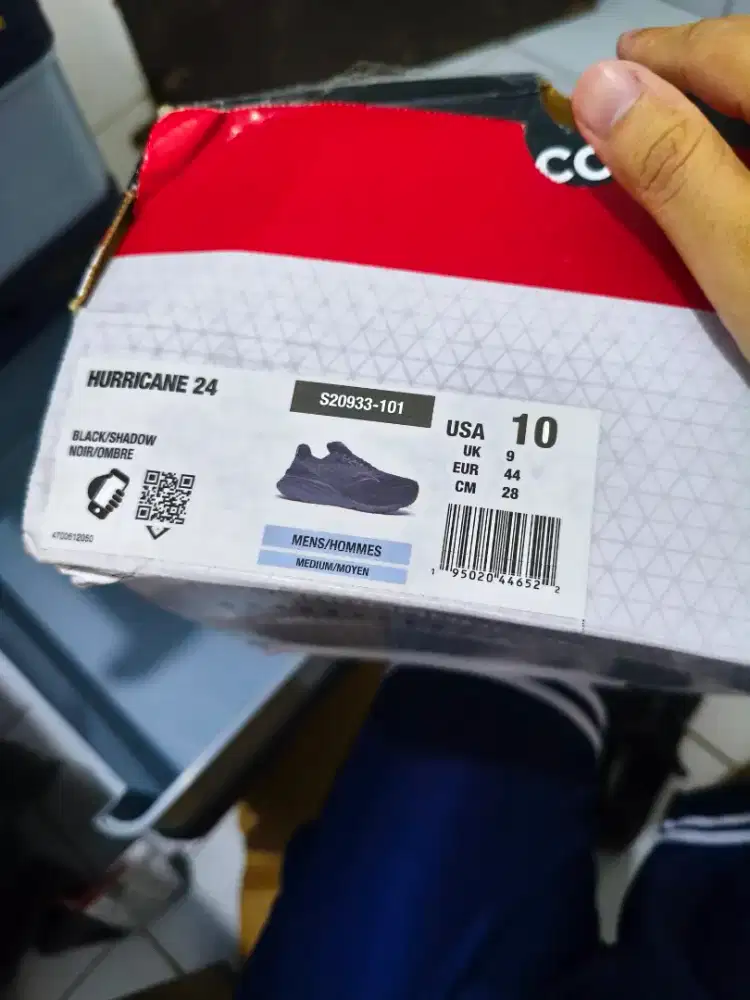 CO
HURRICANE 24
S20933-101
BLACK/SHADOW
NOIR/OMBRE
USA 10
UK 9
EUR 44
CM 28
MENS/HOMMES
MEDIUM/MOYEN
1 95020 44652 2